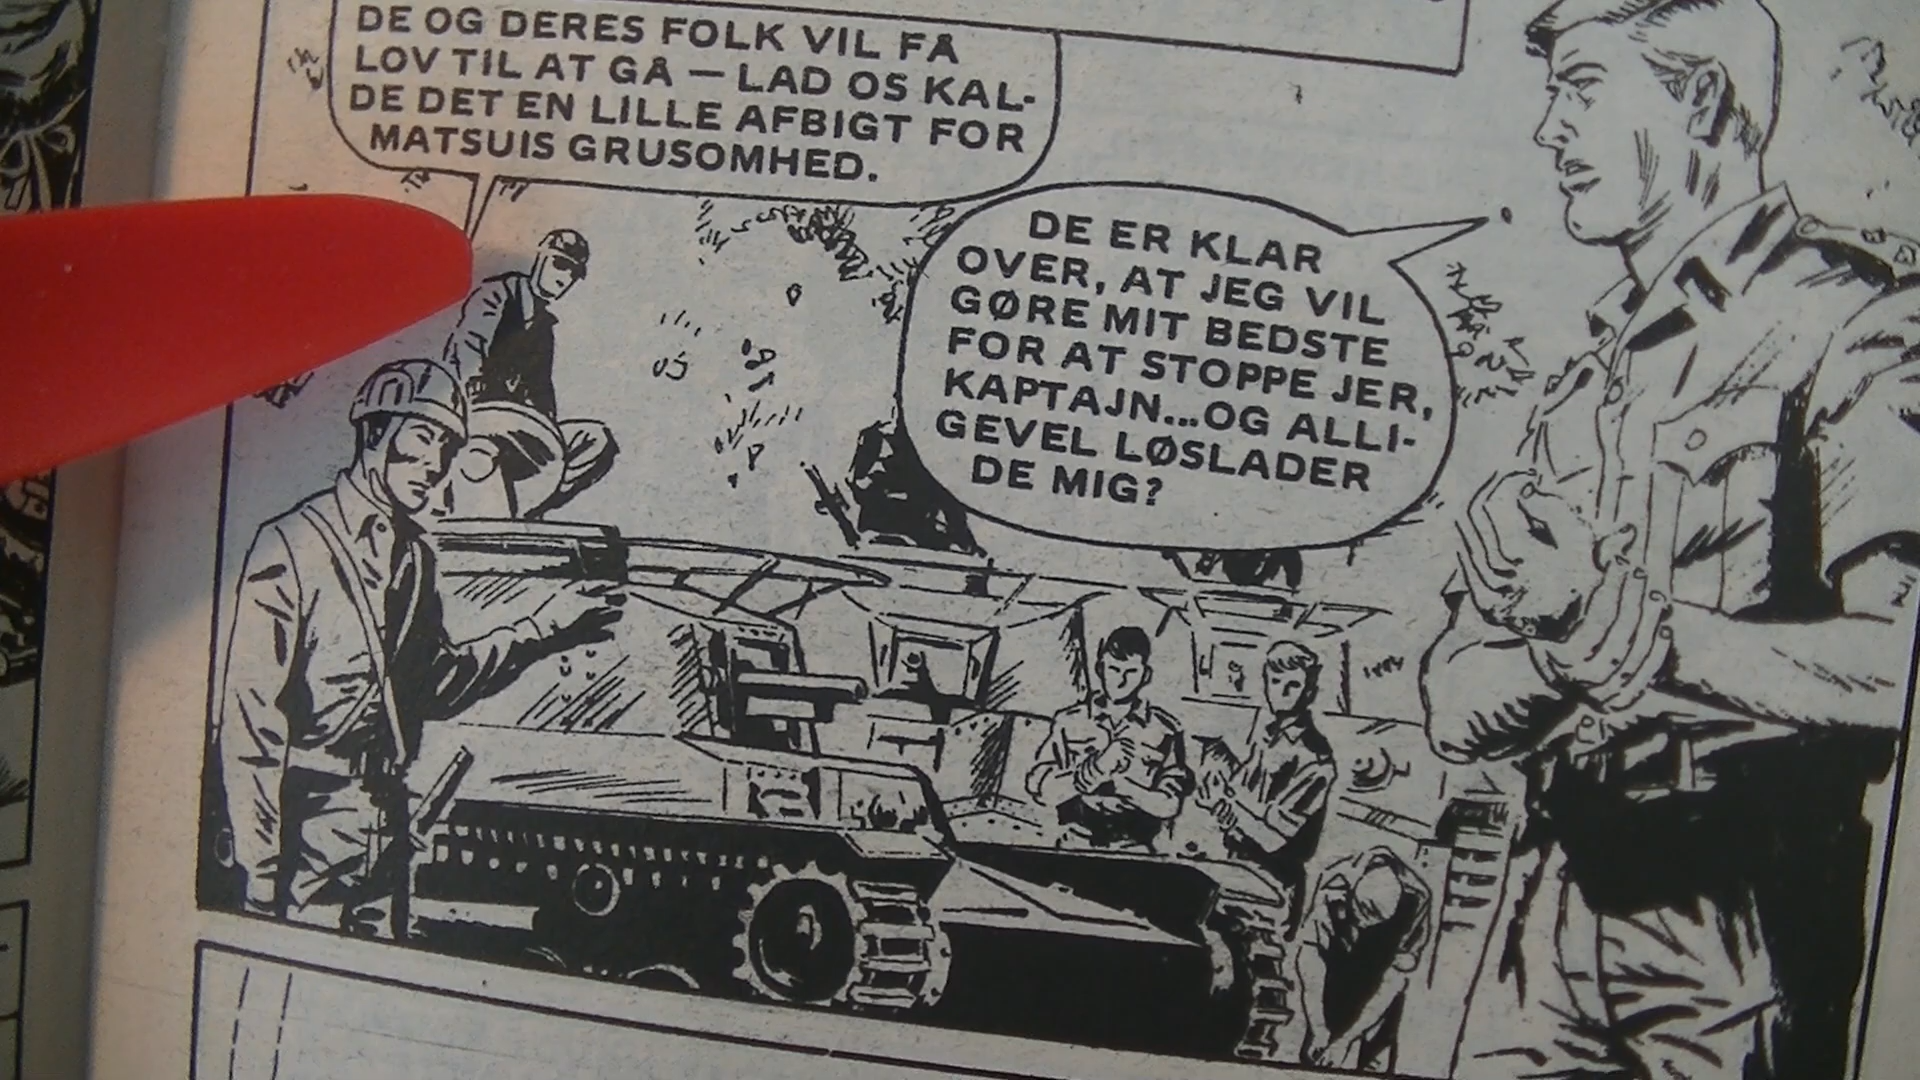 DE OG DERES FOLK VIL FÅ
LOV TIL AT GÅ — LAD OS KAL-
DE DET EN LILLE AFBIGT FOR
MATSUIS GRUSOMHED.
DE ER KLAR
OVER, AT JEG VIL
GØRE MIT BEDSTE
FOR AT STOPPE JER,
KAPTAJN...OG ALLI-
GEVEL LØSLADER
DE MIG?